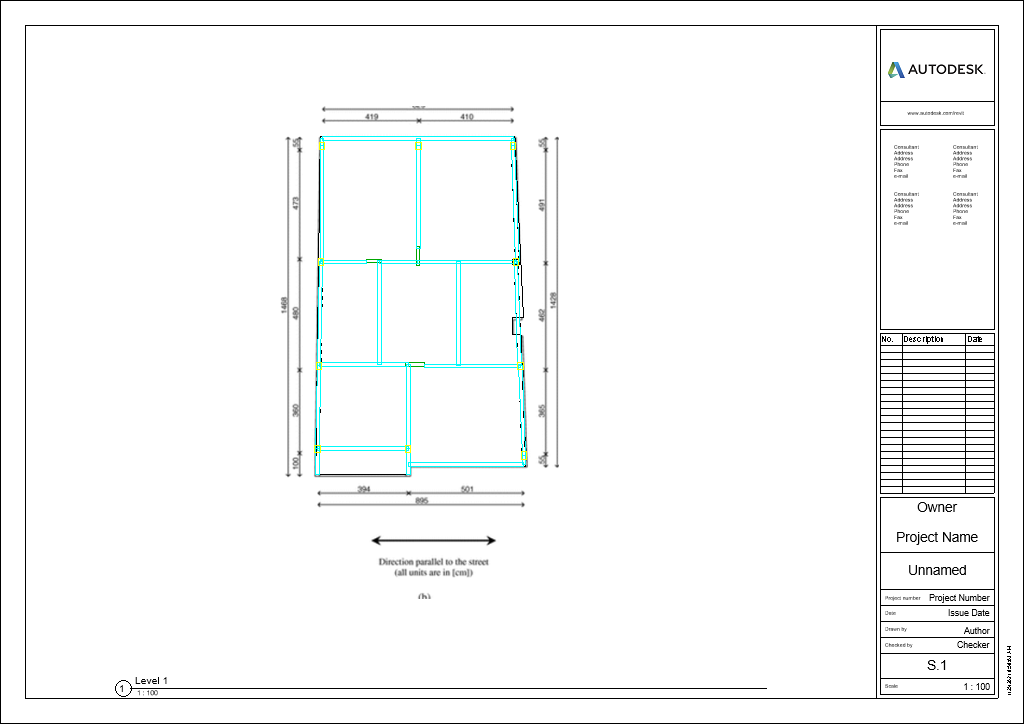 419
410
55
473
1468
480
360
100
55
491
462
1428
365
55
394
501
895
Direction parallel to the street
(all units are in [cm])
1
Level 1
1 : 100
AUTODESK
www.autodesk.com/revit
Consultant
Address
Address
Phone
Fax
e-mail
Consultant
Address
Address
Phone
Fax
e-mail
Consultant
Address
Address
Phone
Fax
e-mail
Consultant
Address
Address
Phone
Fax
e-mail
No. Description Date
Owner
Project Name
Unnamed
Project number Project Number
Date Issue Date
Drawn by Author
Checked by Checker
S.1
Scale 1 : 100